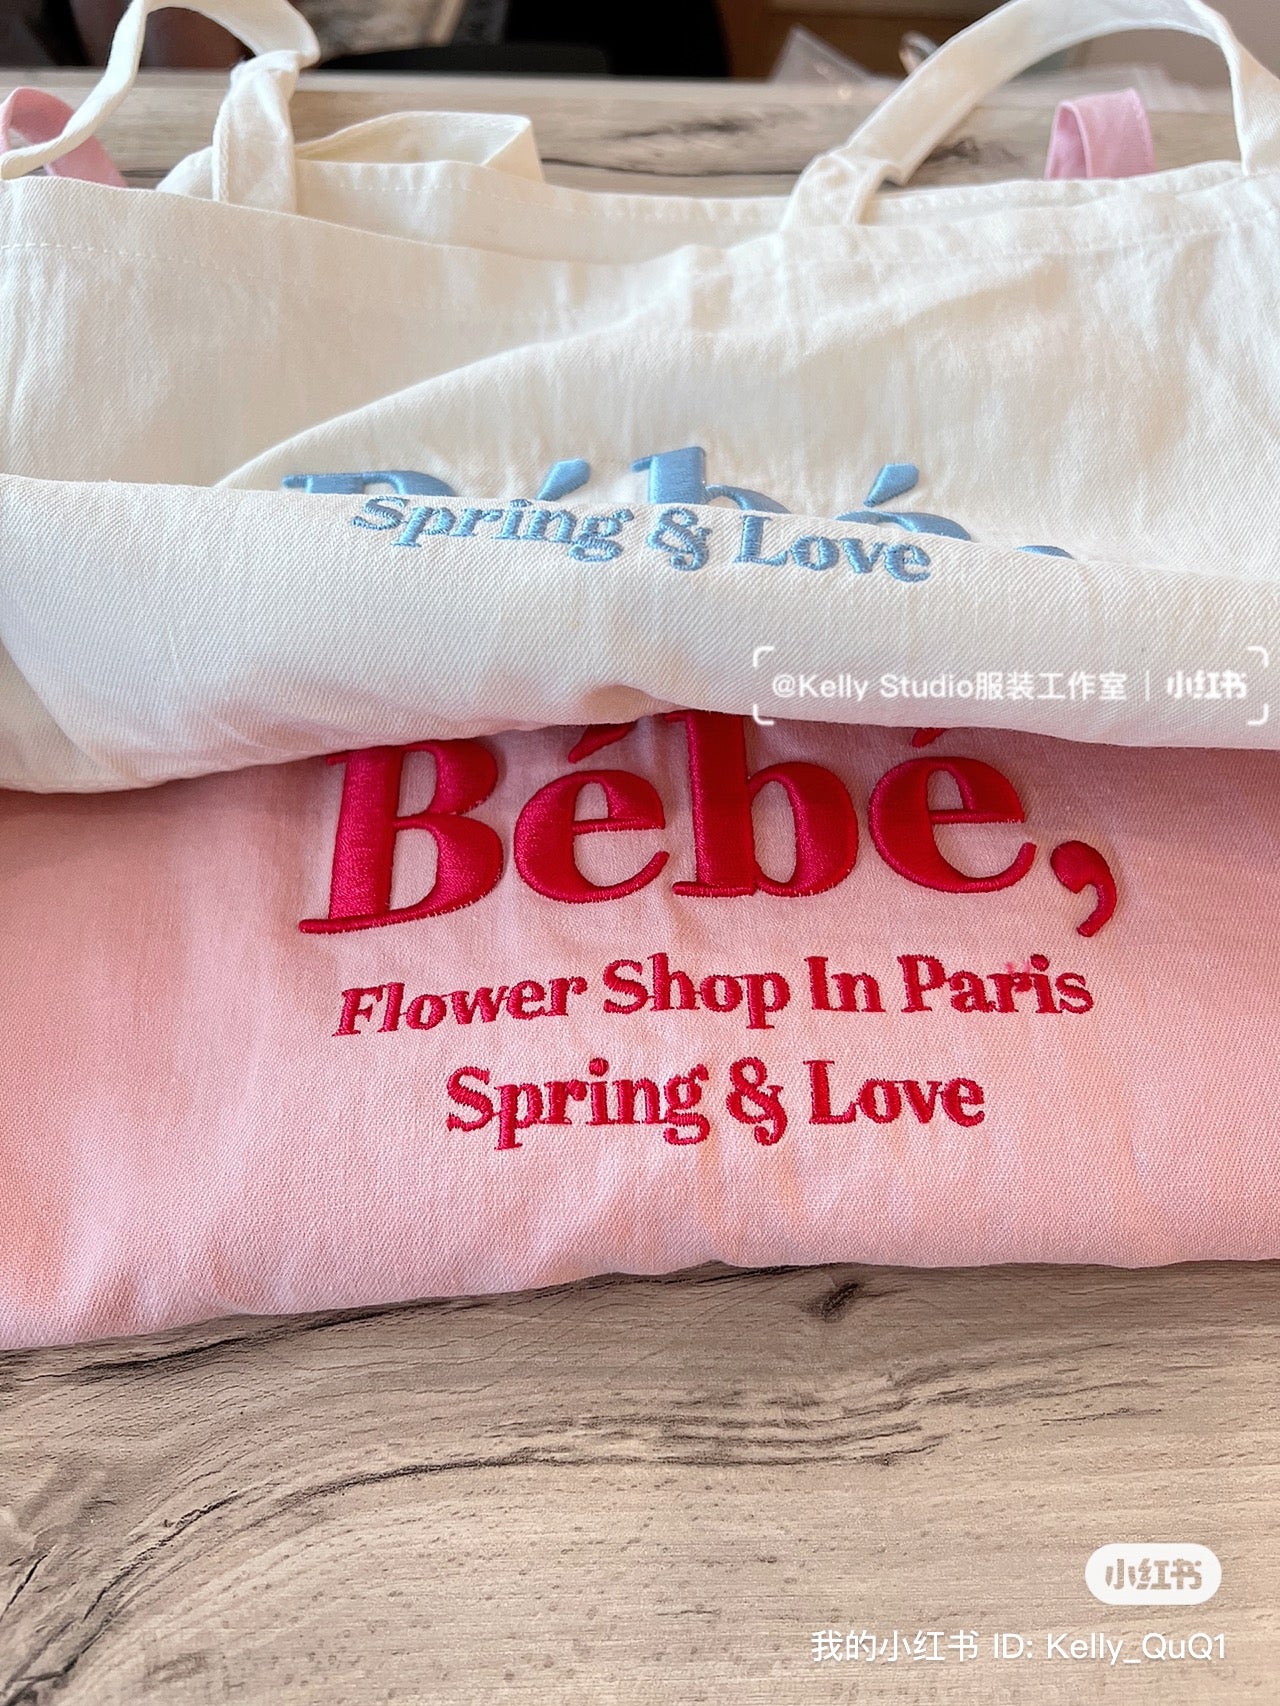 Bébé,
Spring & Love
@Kelly Studio服装工作室 | 小红书
Bébé,
Flower Shop In Paris
Spring & Love
小红书
我的小红书 ID: Kelly_QuQ1